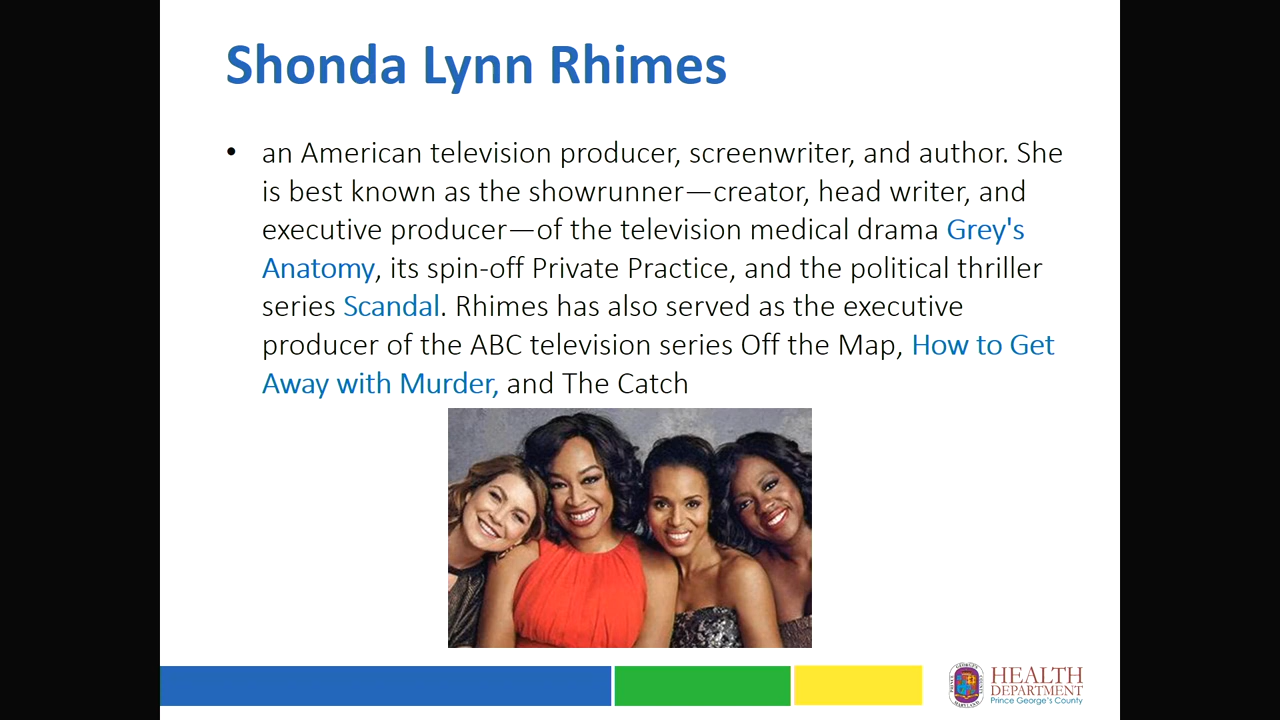 Shonda Lynn Rhimes
• an American television producer, screenwriter, and author. She
is best known as the showrunner—creator, head writer, and
executive producer—of the television medical drama Grey's
Anatomy, its spin-off Private Practice, and the political thriller
series Scandal. Rhimes has also served as the executive
producer of the ABC television series Off the Map, How to Get
Away with Murder, and The Catch
HEALTH
DEPARTMENT
Prince George's County